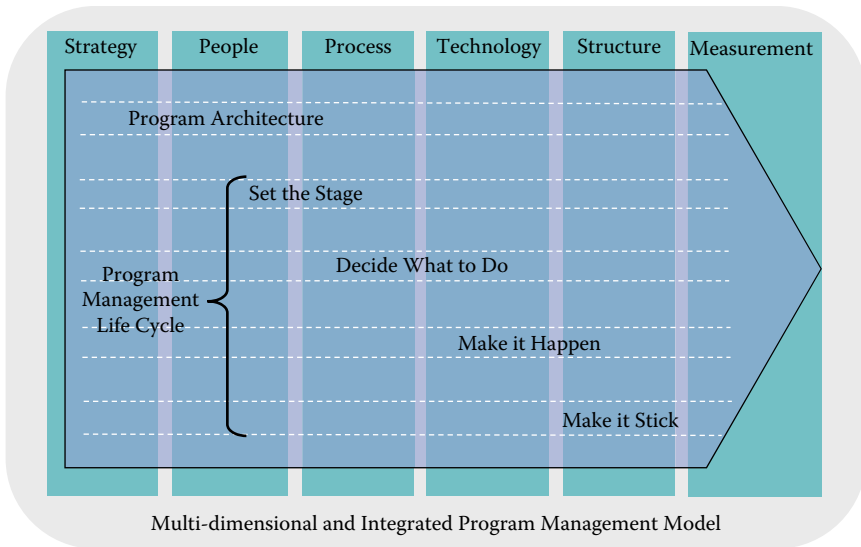 Strategy
People
Process
Technology
Structure
Measurement
Program Architecture
Set the Stage
Decide What to Do
Program
Management
Life Cycle
Make it Happen
Make it Stick
Multi-dimensional and Integrated Program Management Model